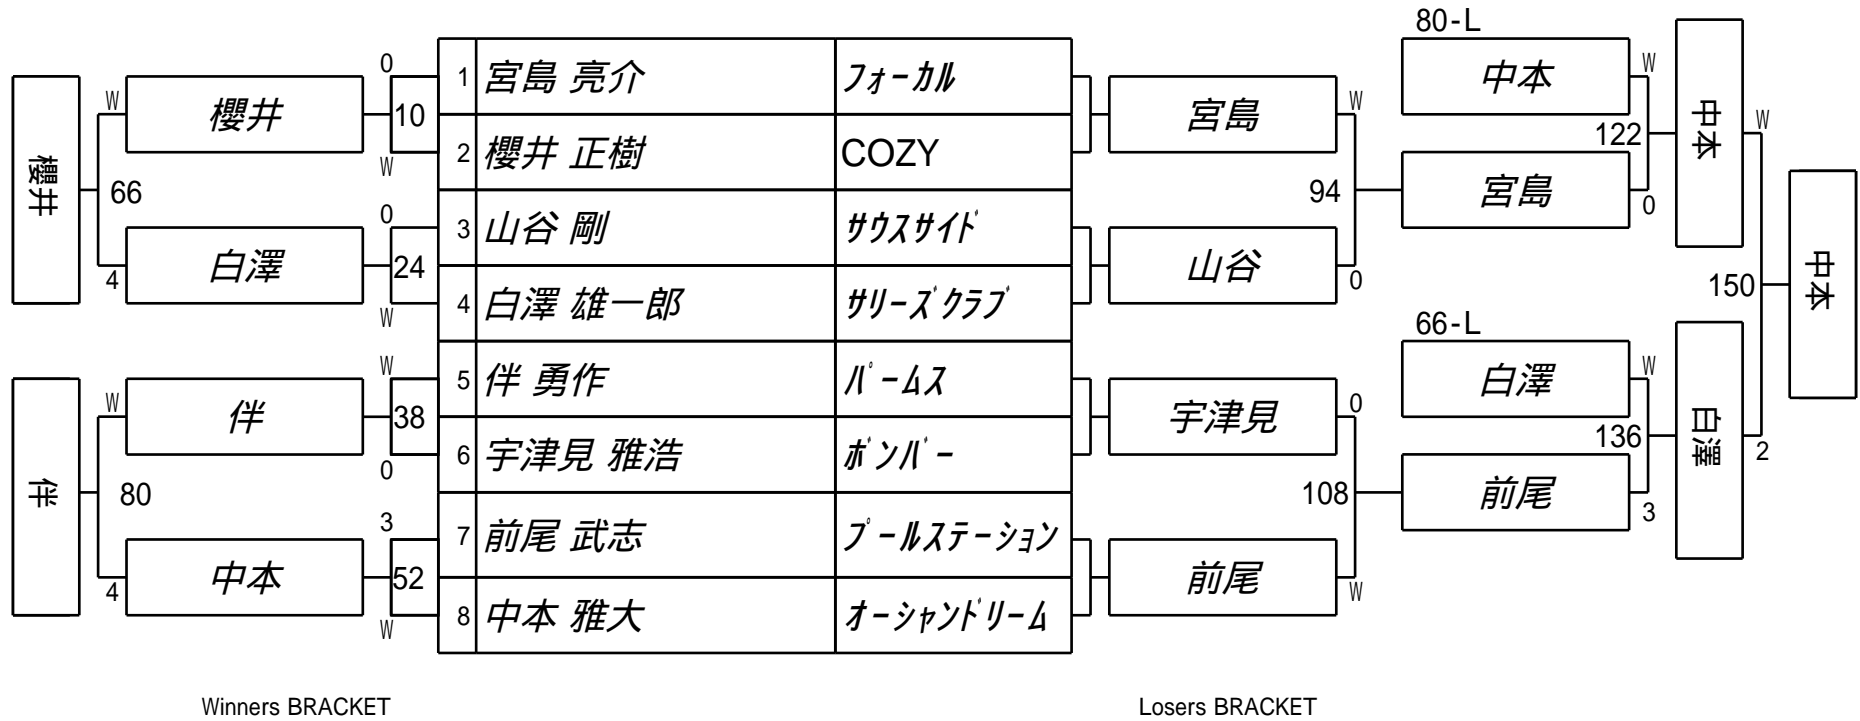 80-L
0
1 宮島 亮介 フォーカル
W
中本
W
櫻井
10
宮島
W
中本
W
2 櫻井 正樹 COZY
122
W
櫻井
66
94
宮島
0
中本
0
3 山谷 剛 サウスサイド
4
白澤
24
山谷
0
150
4 白澤 雄一郎 サリーズクラブ
W
66-L
W
5 伴 勇作 パームス
白澤
W
W
伴
38
宇津見
0
白澤
2
136
6 宇津見 雅浩 ボンバー
0
伴
80
108
前尾
3
3
7 前尾 武志 プールステーション
4
中本
52
前尾
W
8 中本 雅大 オーシャンドリーム
W
Winners BRACKET
Losers BRACKET